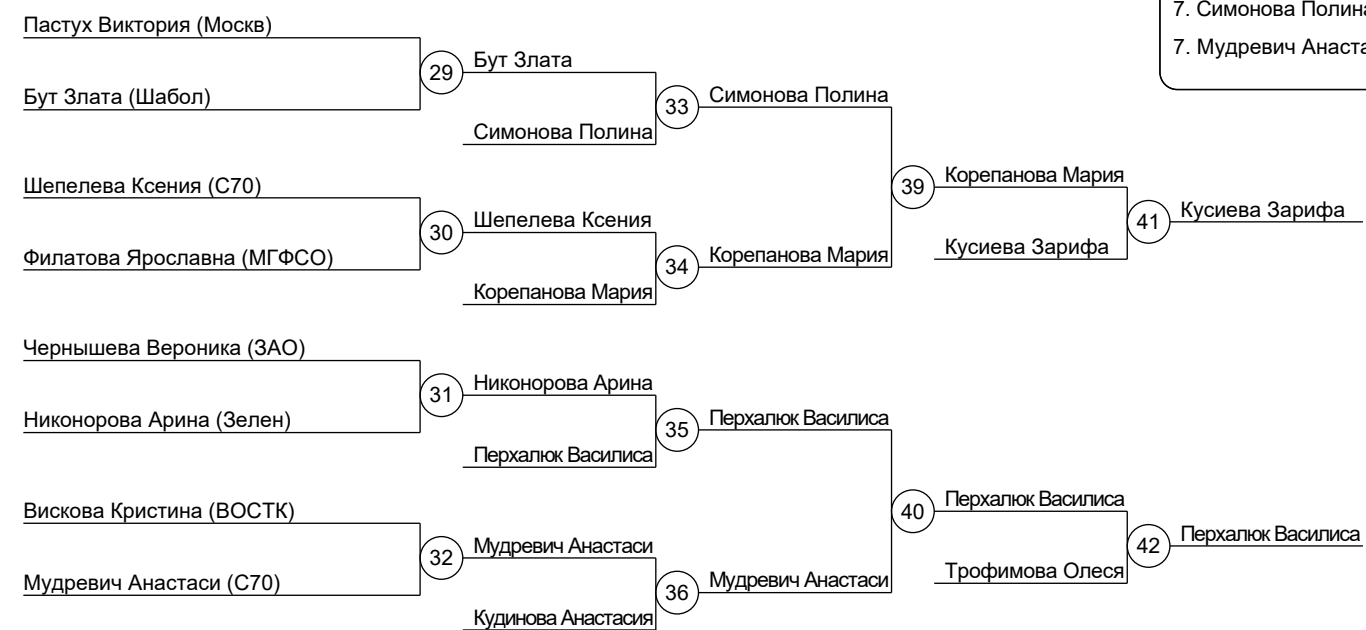 7. Симонова Полина
7. Мудревич Анаста
Пастух Виктория (Москв)
29
Бут Злата
Бут Злата (Шабол)
33
Симонова Полина
Симонова Полина
Шепелева Ксения (С70)
39
Корепанова Мария
30
Шепелева Ксения
41
Кусиева Зарифа
Филатова Ярославна (МГФСО)
34
Корепанова Мария
Кусиева Зарифа
Корепанова Мария
Чернышева Вероника (ЗАО)
31
Никонорова Арина
Никонорова Арина (Зелен)
35
Перхалюк Василиса
Перхалюк Василиса
Вискова Кристина (ВОСТК)
40
Перхалюк Василиса
32
Мудревич Анастаси
42
Перхалюк Василиса
Мудревич Анастаси (С70)
36
Мудревич Анастаси
Трофимова Олеся
Кудинова Анастасия